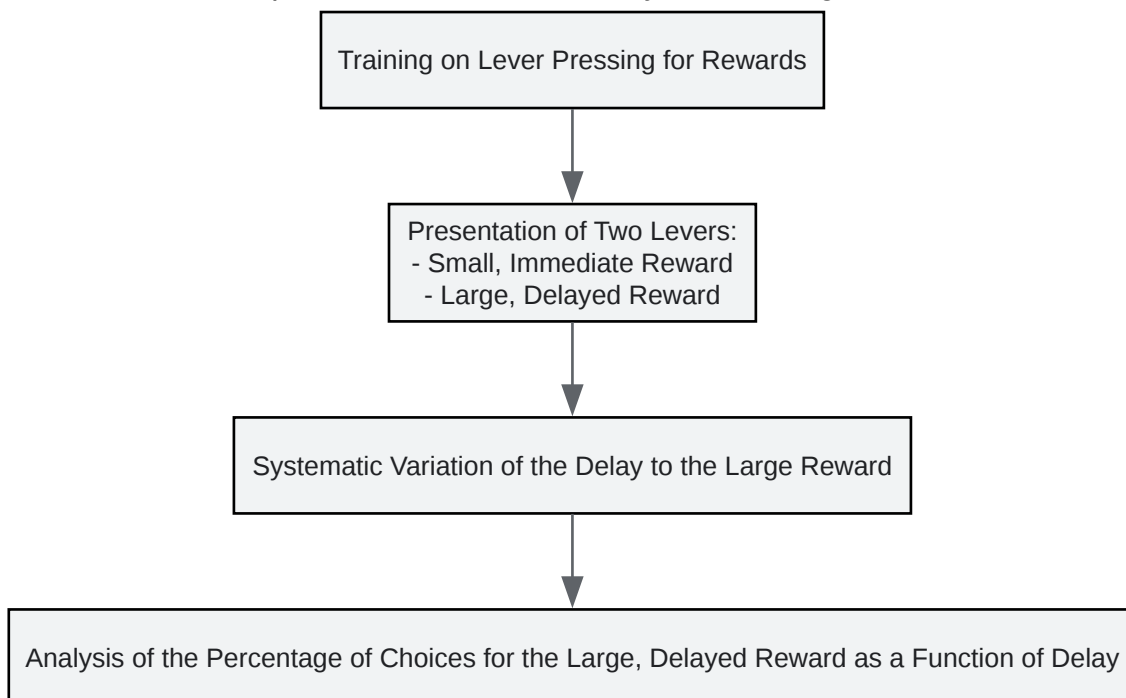 Training on Lever Pressing for Rewards
Presentation of Two Levers:
- Small, Immediate Reward
- Large, Delayed Reward
Systematic Variation of the Delay to the Large Reward
Analysis of the Percentage of Choices for the Large, Delayed Reward as a Function of Delay